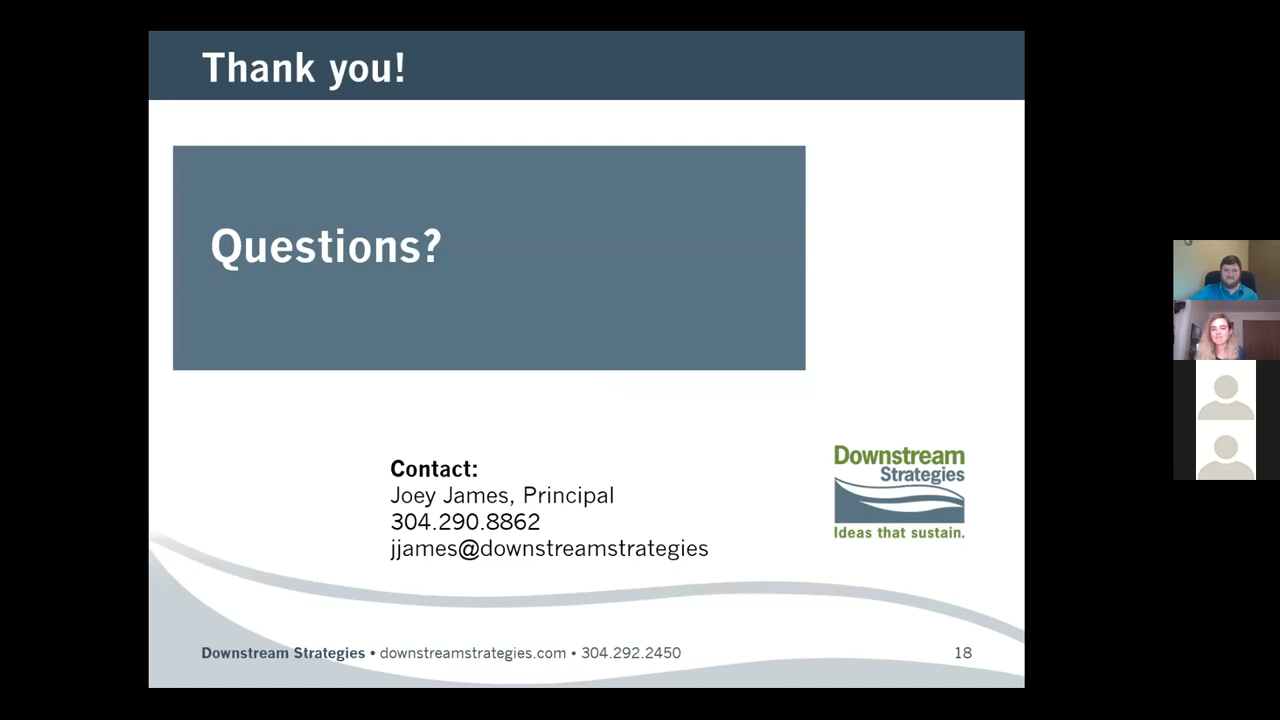 Thank you!
Questions?
Contact:
Joey James, Principal
304.290.8862
jjames@downstreamstrategies
Downstream
Strategies
Ideas that sustain.
Downstream Strategies • downstreamstrategies.com • 304.292.2450
18